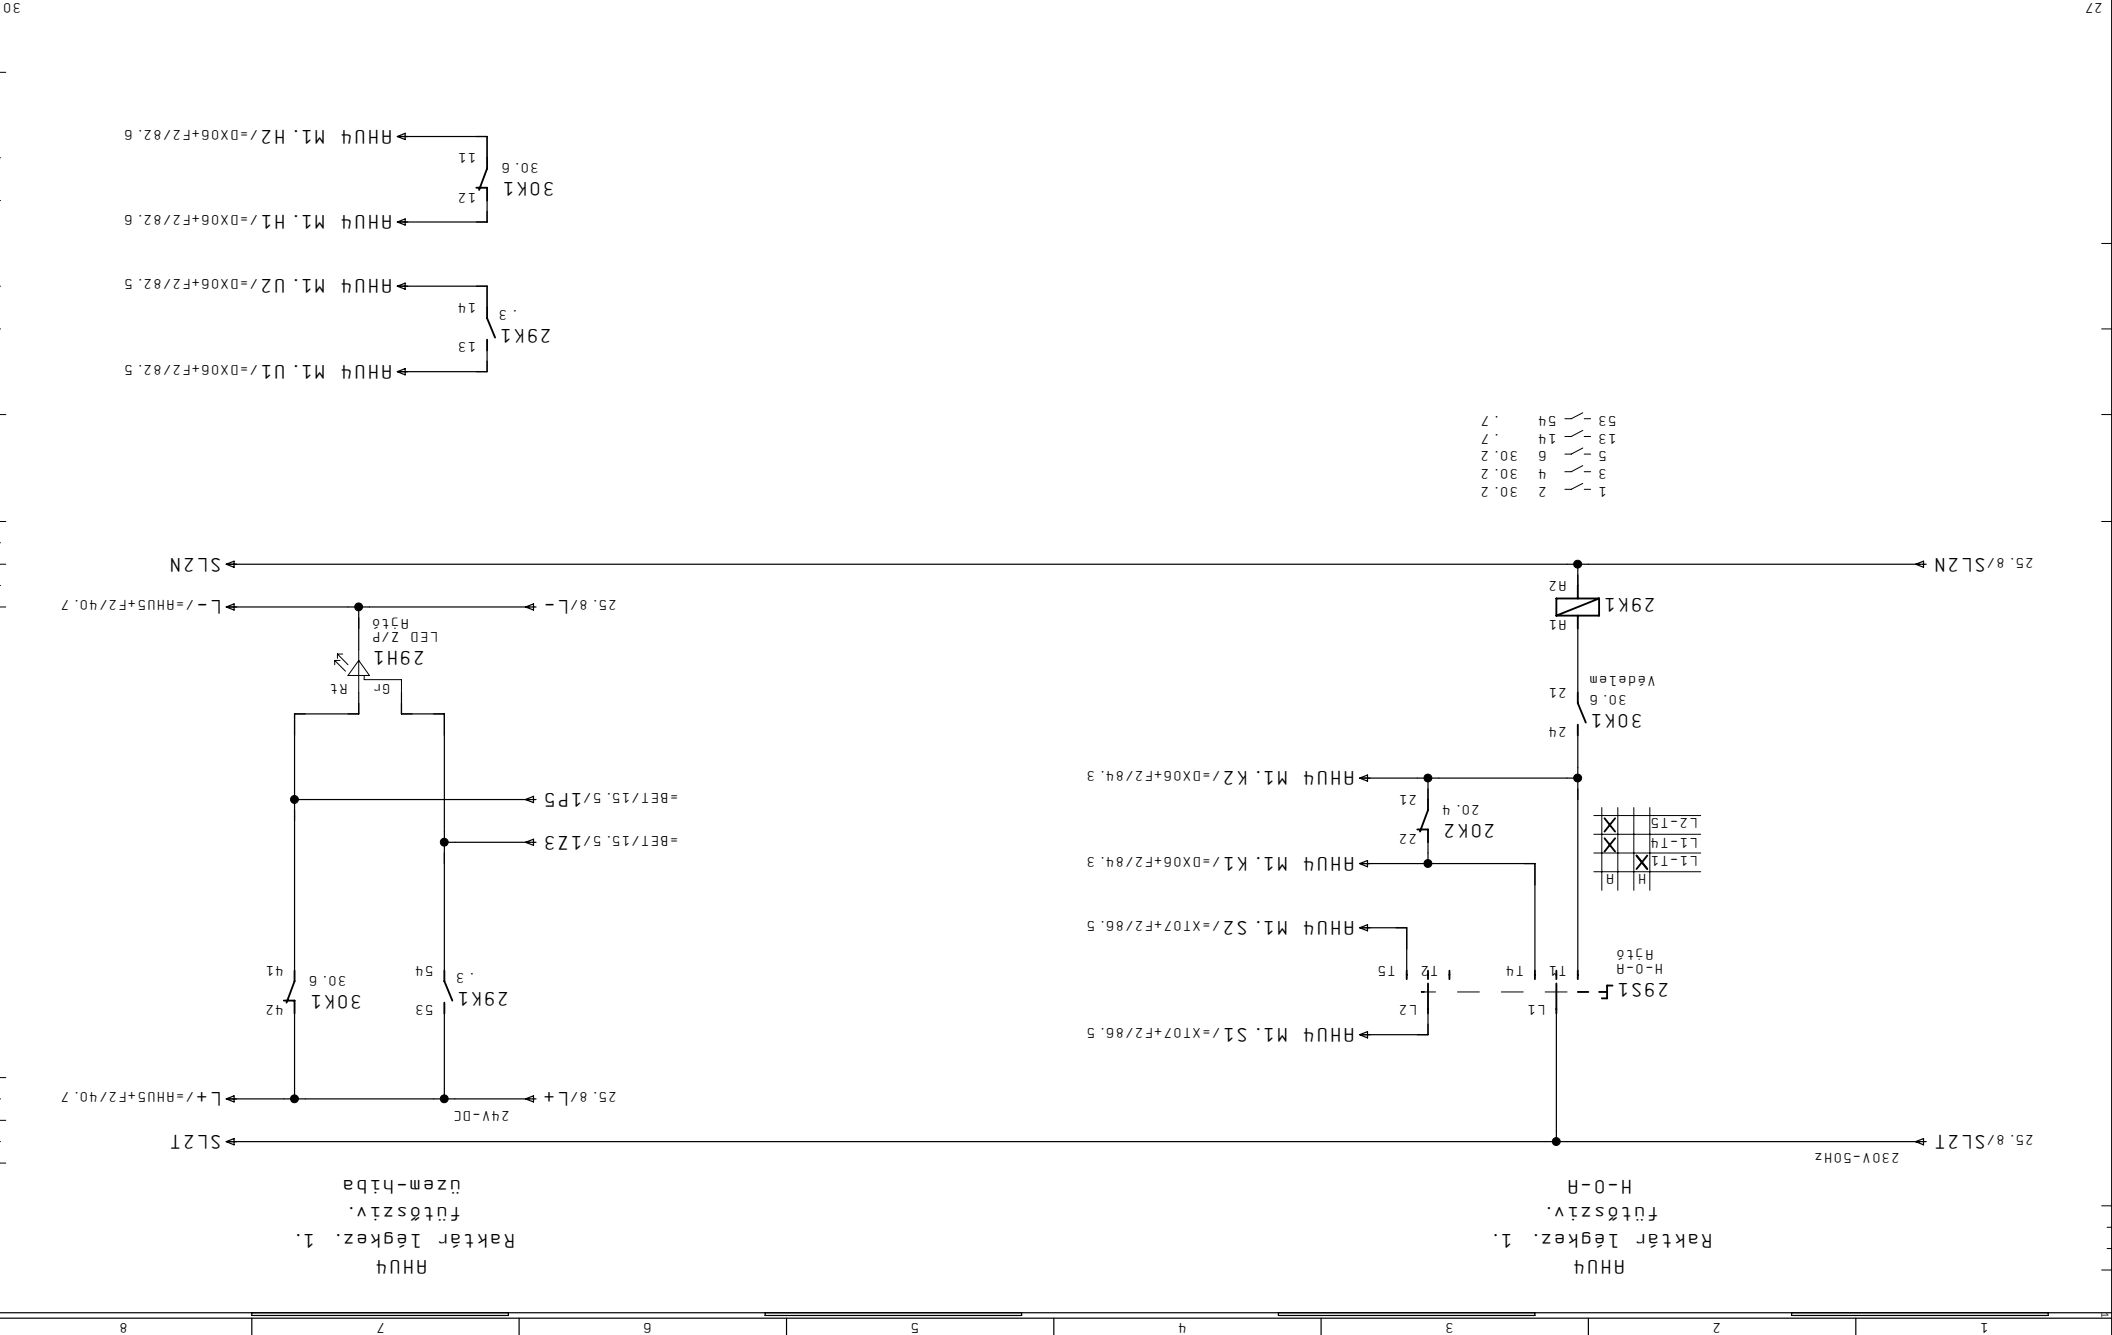 1 2 3 4 5 6 7 8
AHU4
Raktár légkez. 1.
fűtősziv.
H-0-A
AHU4
Raktár légkez. 1.
fűtősziv.
üzem-hiba
230V-50Hz
25.8/SL2T
SL2T
24V-DC
25.8/L+
L+/=AHU5+F2/40.7
AHU4 M1.S1/=XT07+F2/86.5
29S1
H-0-A
Ajtó
L1
L2
T1
T4
T2
T5
29K1
.3
53
54
30K1
30.6
42
41
AHU4 M1.S2/=XT07+F2/86.5
H A
L1-T1 X
L1-T4 X
L2-T5 X
AHU4 M1.K1/=DX06+F2/84.3
20K2
20.4
22
21
=BET/15.5/1Z3
=BET/15.5/1P5
AHU4 M1.K2/=DX06+F2/84.3
30K1
30.6
Védelem
24
21
Gr
Rt
29H1
LED Z/P
Ajtó
29K1
A1
A2
25.8/L-
L-/=AHU5+F2/40.7
25.8/SL2N
SL2N
1 2 30.2
3 4 30.2
5 6 30.2
13 14 .7
53 54 .7
AHU4 M1.U1/=DX06+F2/82.5
29K1
.3
13
14
AHU4 M1.U2/=DX06+F2/82.5
AHU4 M1.H1/=DX06+F2/82.6
30K1
30.6
12
11
AHU4 M1.H2/=DX06+F2/82.6
27
30